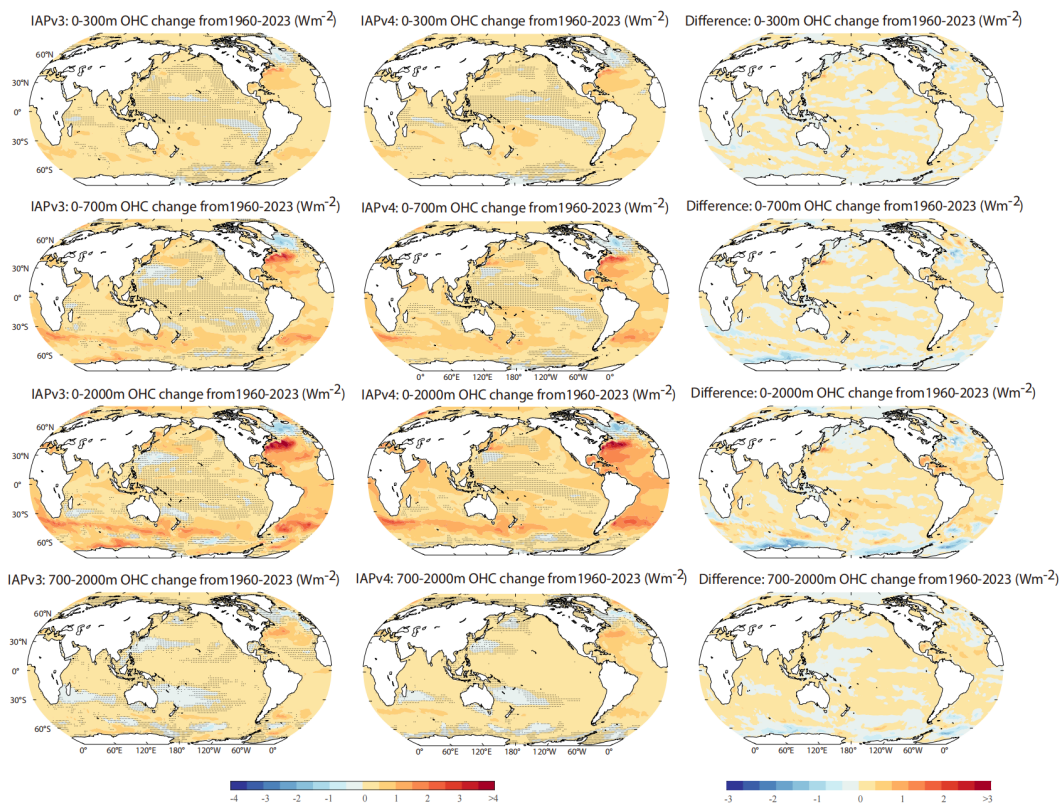 IAPv3: 0-300m OHC change from1960-2023 (Wm-2)
IAPv4: 0-300m OHC change from1960-2023 (Wm-2)
Difference: 0-300m OHC change from1960-2023 (Wm-2)
60°N
30°N
0°
30°S
60°S
IAPv3: 0-700m OHC change from1960-2023 (Wm-2)
IAPv4: 0-700m OHC change from1960-2023 (Wm-2)
Difference: 0-700m OHC change from1960-2023 (Wm-2)
60°N
30°N
0°
30°S
60°S
0° 60°E 120°E 180° 120°W 60°W 0°
IAPv3: 0-2000m OHC change from1960-2023 (Wm-2)
IAPv4: 0-2000m OHC change from1960-2023 (Wm-2)
Difference: 0-2000m OHC change from1960-2023 (Wm-2)
60°N
30°N
0°
30°S
60°S
IAPv3: 700-2000m OHC change from1960-2023 (Wm-2)
IAPv4: 700-2000m OHC change from1960-2023 (Wm-2)
Difference: 700-2000m OHC change from1960-2023 (Wm-2)
60°N
30°N
0°
30°S
60°S
0° 60°E 120°E 180° 120°W 60°W 0°
0° 60°E 120°E 180° 120°W 60°W 0°
0° 60°E 120°E 180° 120°W 60°W 0°
-4 -3 -2 -1 0 1 2 3 >4
-3 -2 -1 0 1 2 >3